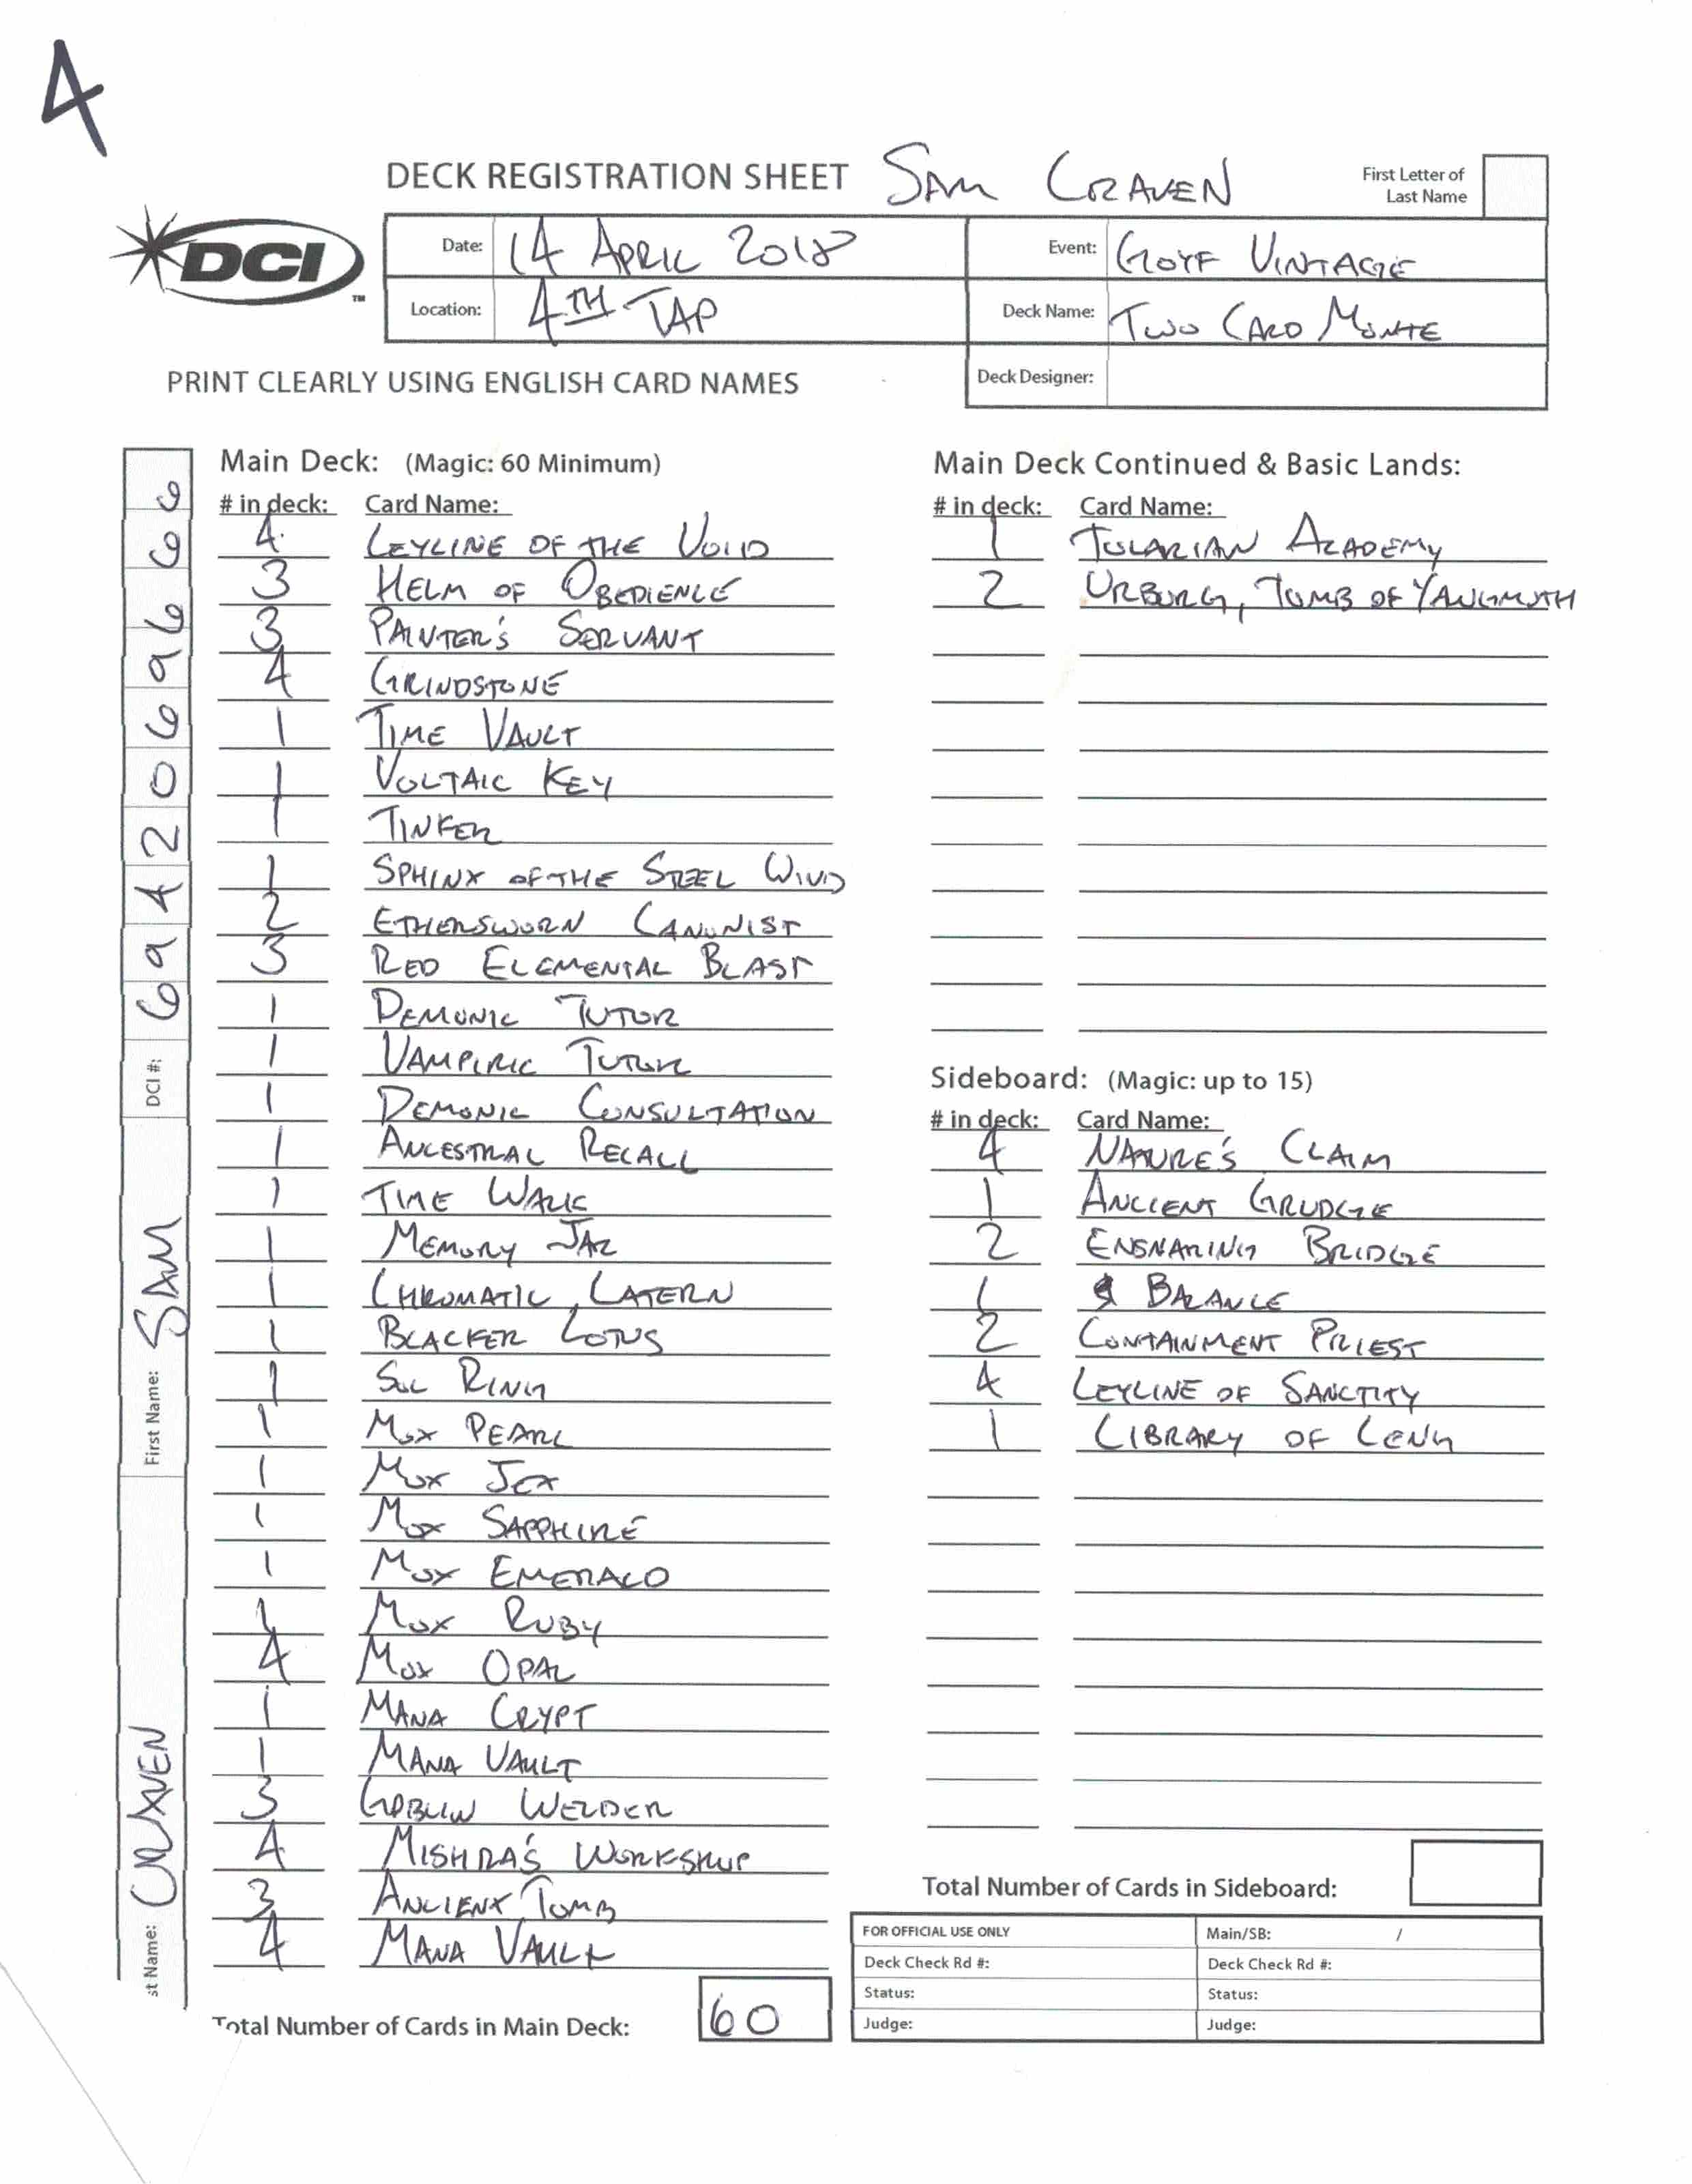 4
DECK REGISTRATION SHEET SAM CRAVEN
First Letter of
Last Name
DCI
TM
Date: 14 APRIL 2018
Event: GOYF VINTAGE
Location: 4TH TAP
Deck Name: TWO CARD MONTE
PRINT CLEARLY USING ENGLISH CARD NAMES
Deck Designer:
Main Deck: (Magic: 60 Minimum)
# in deck: Card Name:
4 LEYLINE OF THE VOID
3 HELM OF OBEDIENCE
3 PAINTER'S SERVANT
4 GRINDSTONE
1 TIME VAULT
1 VOLTAIC KEY
1 TINKER
1 SPHINX OF THE STEEL WIND
2 ETHERSWORN CANONIST
3 RED ELEMENTAL BLAST
1 DEMONIC TUTOR
1 VAMPIRIC TUTOR
1 DEMONIC CONSULTATION
1 ANCESTRAL RECALL
1 TIME WALK
1 MEMORY JAR
1 CHROMATIC LATERN
1 BLACKER LOTUS
1 SOL RING
1 MOX PEARL
1 MOX JET
1 MOX SAPPHIRE
1 MOX EMERALD
1 MOX RUBY
4 MOX OPAL
1 MANA CRYPT
1 MANA VAULT
3 GOBLIN WELDER
4 MISHRA'S WORKSHOP
3 ANCIENT TOMB
4 MANA VAULT
Total Number of Cards in Main Deck: 60
Main Deck Continued & Basic Lands:
# in deck: Card Name:
1 TOLARIAN ACADEMY
2 URBORG, TOMB OF YAWGMOTH
Sideboard: (Magic: up to 15)
# in deck: Card Name:
4 NATURE'S CLAIM
1 ANCIENT GRUDGE
2 ENSNARING BRIDGE
1 BALANCE
2 CONTAINMENT PRIEST
4 LEYLINE OF SANCTITY
1 LIBRARY OF LENG
Total Number of Cards in Sideboard:
FOR OFFICIAL USE ONLY
Main/SB: /
Deck Check Rd #:
Deck Check Rd #:
Status:
Status:
Judge:
Judge:
st Name: CRAVEN First Name: SAM DCI #: 6942069666